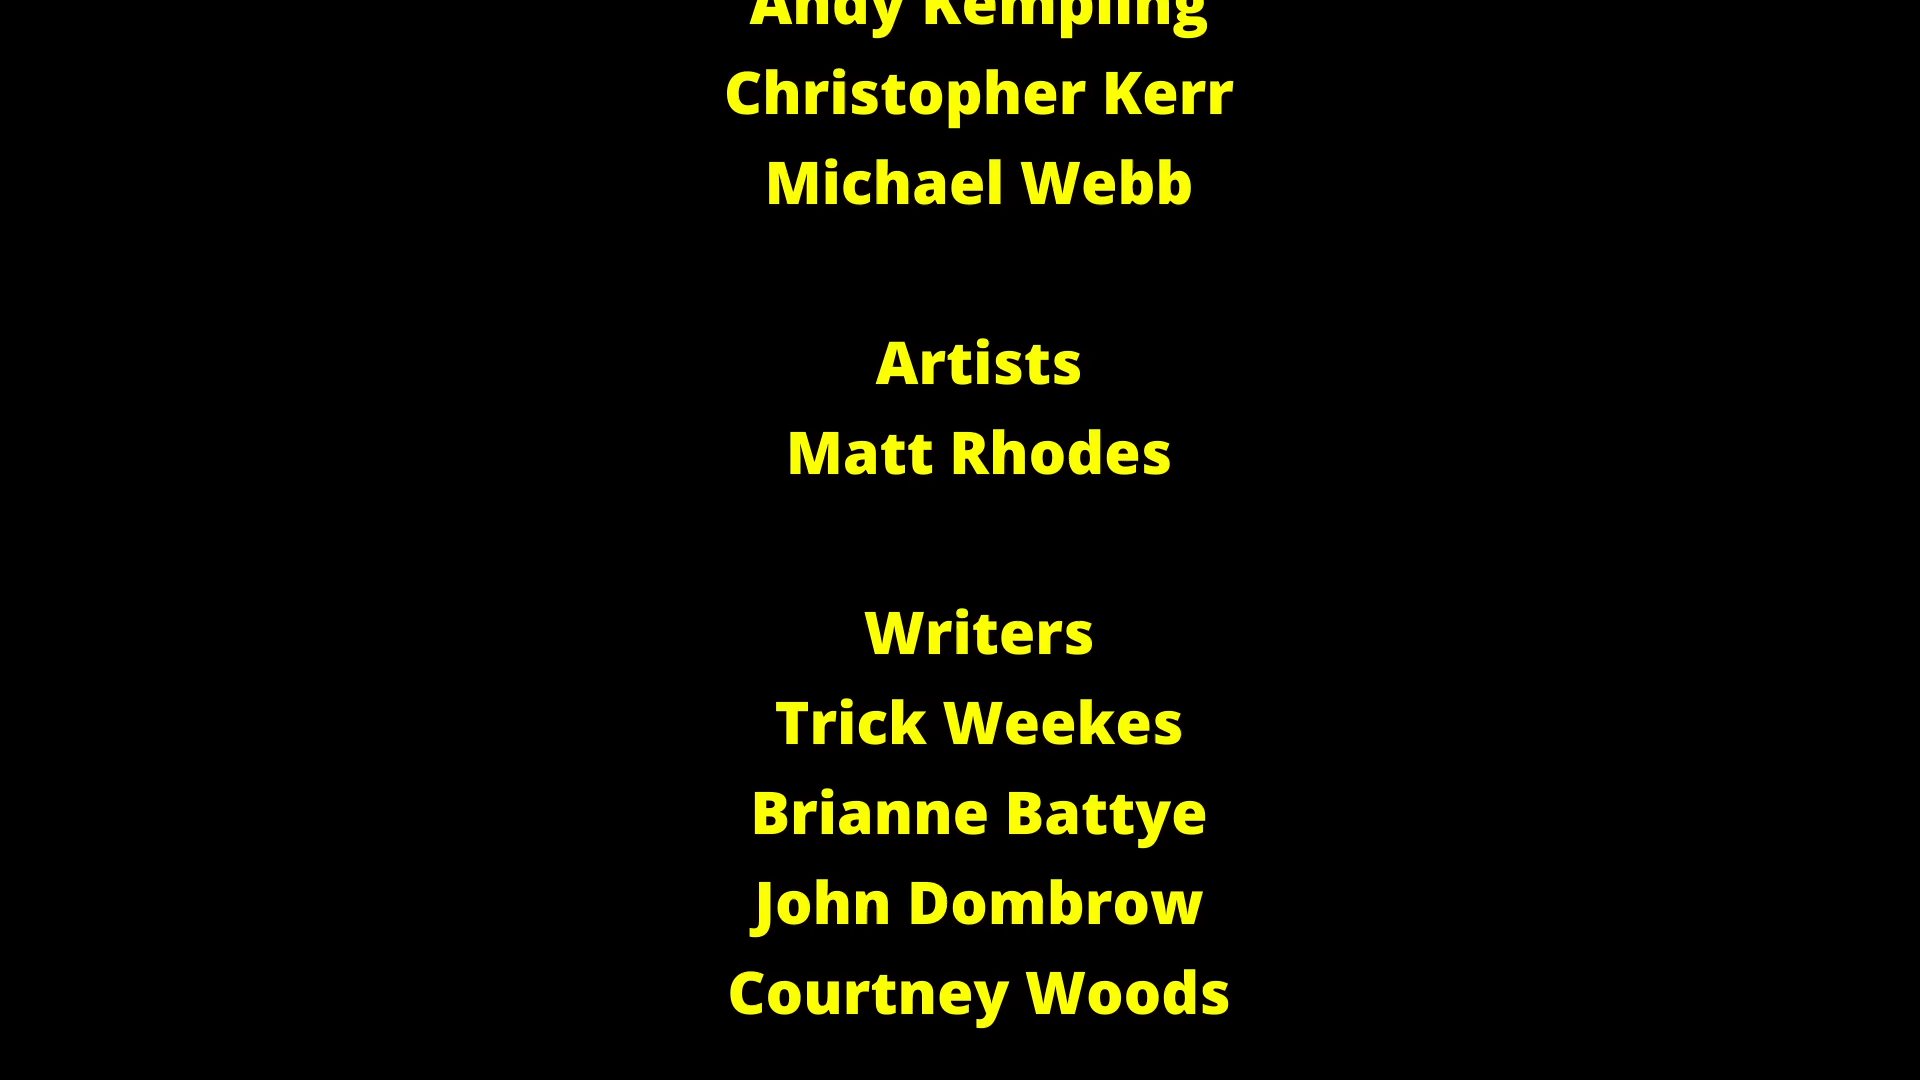 Andy Kempling
Christopher Kerr
Michael Webb
Artists
Matt Rhodes
Writers
Trick Weekes
Brianne Battye
John Dombrow
Courtney Woods